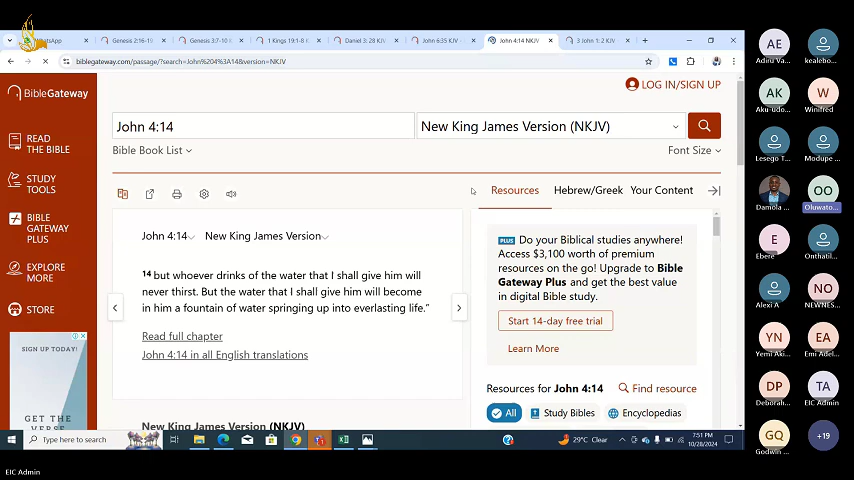 WhatsApp
Genesis 2:16-19
Genesis 3:7-10
1 Kings 19:1-8
Daniel 3: 28 KJV
John 6:35 KJV
John 4:14 NKJV
3 John 1: 2 KJV
biblegateway.com/passage/?search=John%204%3A14&version=NKJV
BibleGateway
LOG IN/SIGN UP
READ
THE BIBLE
STUDY
TOOLS
BIBLE
GATEWAY
PLUS
EXPLORE
MORE
STORE
SIGN UP TODAY!
GET THE
VERSE
John 4:14
New King James Version (NKJV)
Bible Book List
Font Size
Resources
Hebrew/Greek
Your Content
John 4:14
New King James Version
14 but whoever drinks of the water that I shall give him will
never thirst. But the water that I shall give him will become
in him a fountain of water springing up into everlasting life.”
Read full chapter
John 4:14 in all English translations
New King James Version (NKJV)
PLUS Do your Biblical studies anywhere!
Access $3,100 worth of premium
resources on the go! Upgrade to Bible
Gateway Plus and get the best value
in digital Bible study.
Start 14-day free trial
Learn More
Resources for John 4:14
Find resource
All
Study Bibles
Encyclopedias
Type here to search
29°C Clear
7:51 PM
10/28/2024
EIC Admin
AE
Adiru Va...
kealebo...
AK
Aku-udo...
W
Winifred
Lesego T...
Modupe ...
Damola ...
OO
Oluwato...
E
Ebere
Onthatil...
Alexi A
NO
NEWNES...
YN
Yemi Aki...
EA
Emi Adel...
DP
Deborah...
TA
EIC Admin
GQ
Godwin ...
+19